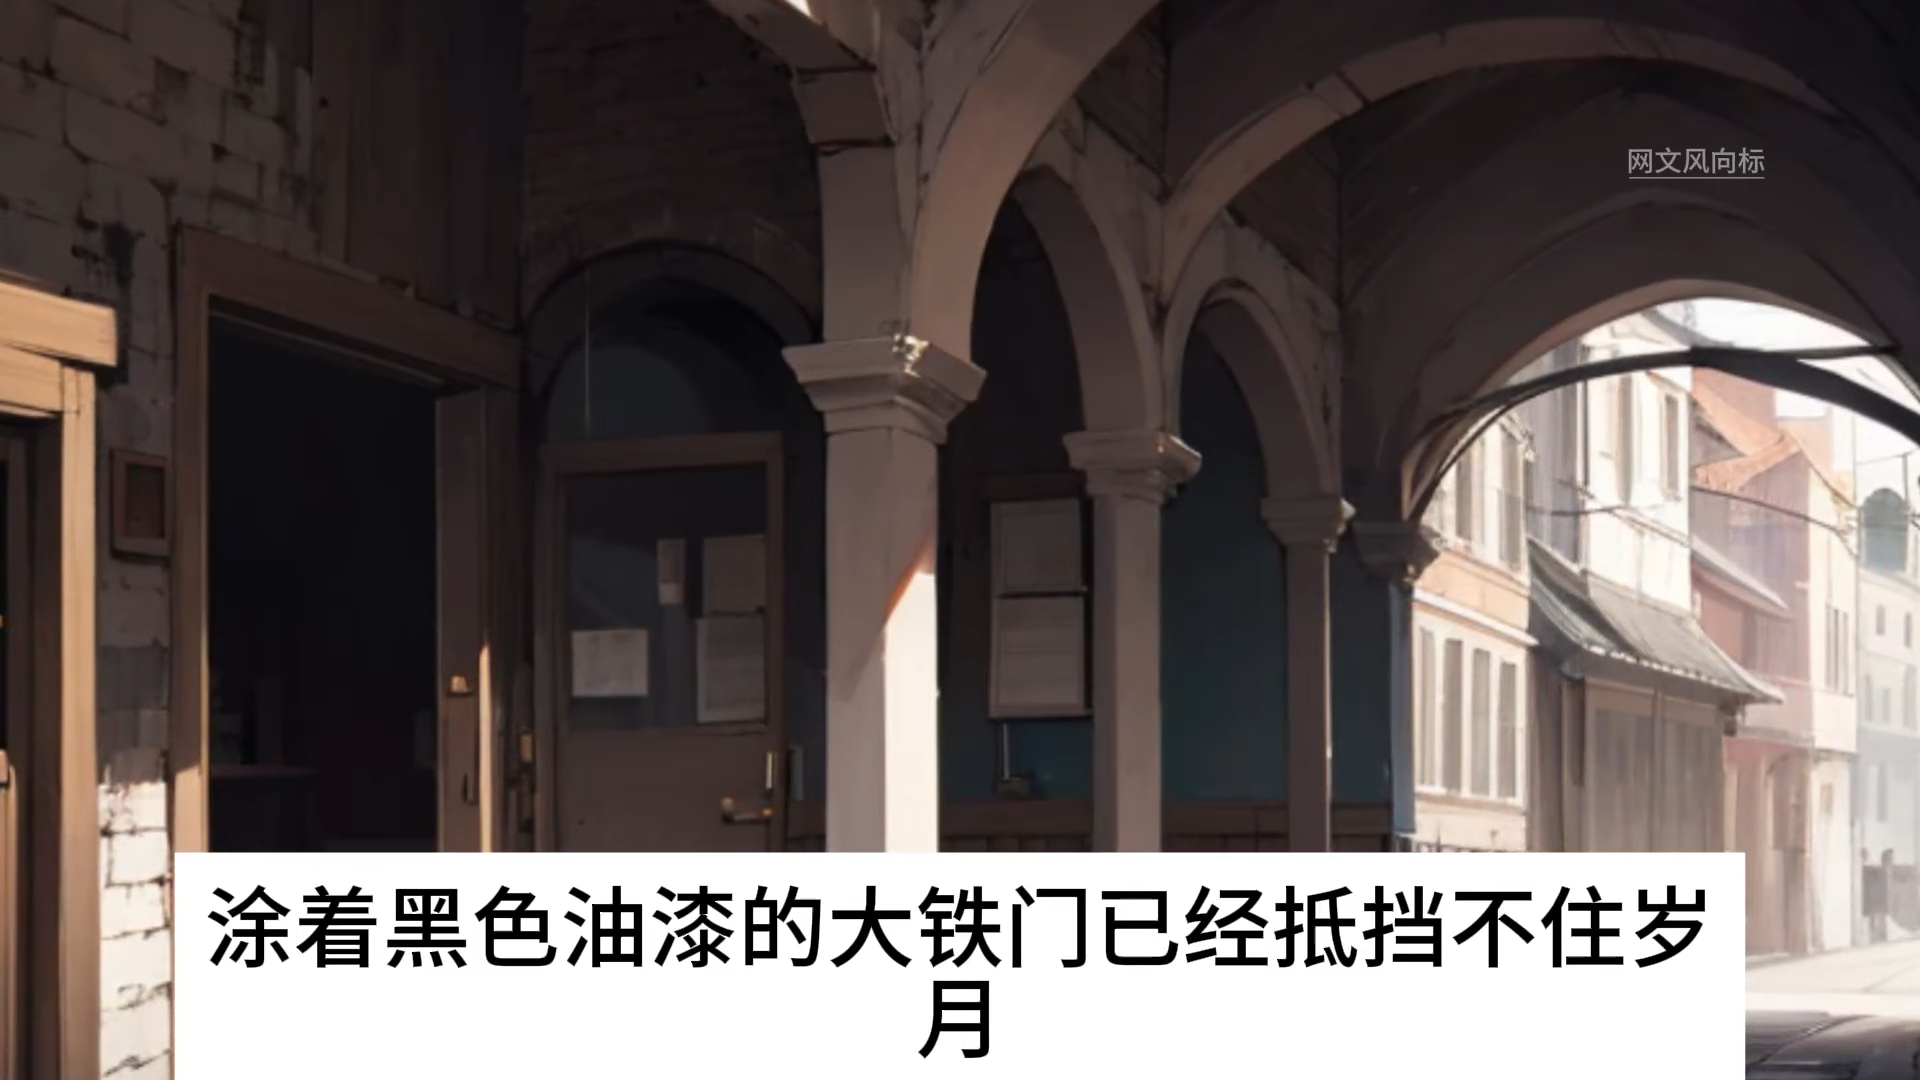 网文风向标
涂着黑色油漆的大铁门已经抵挡不住岁
月